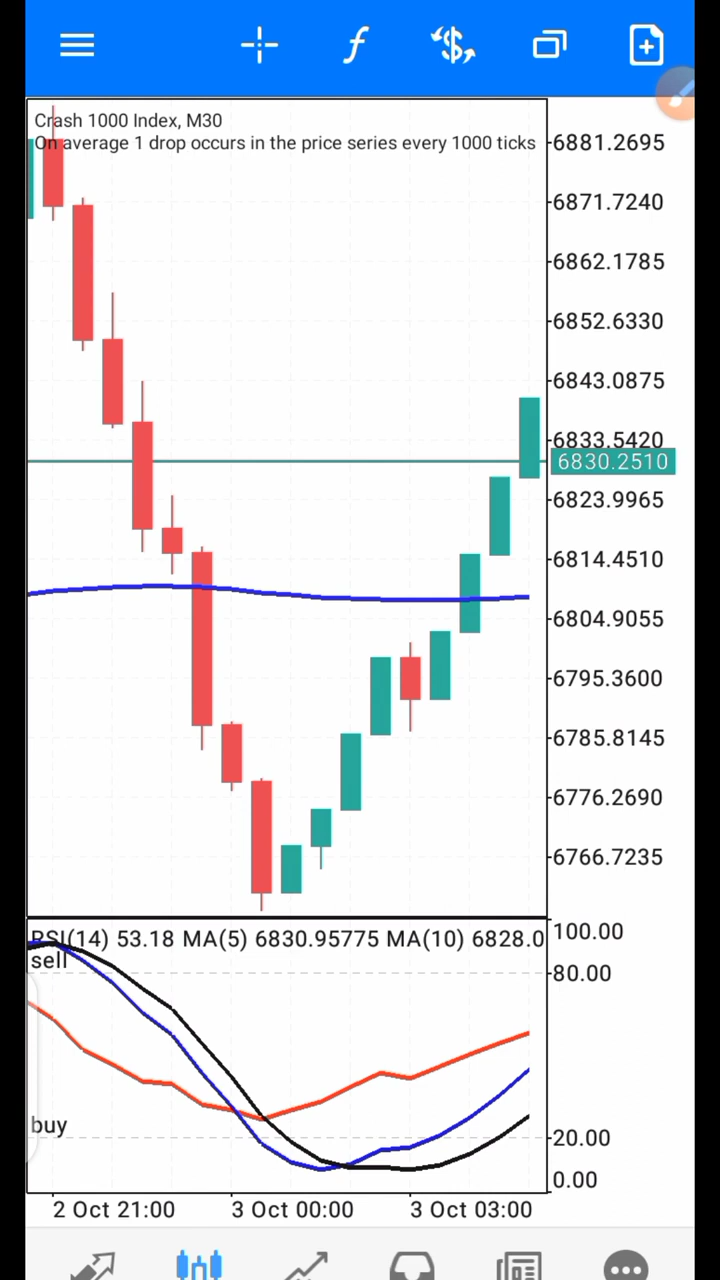 f
$
Crash 1000 Index, M30
On average 1 drop occurs in the price series every 1000 ticks
6881.2695
6871.7240
6862.1785
6852.6330
6843.0875
6833.5420
6830.2510
6823.9965
6814.4510
6804.9055
6795.3600
6785.8145
6776.2690
6766.7235
RSI(14) 53.18 MA(5) 6830.95775 MA(10) 6828.0
100.00
sell
80.00
buy
20.00
0.00
2 Oct 21:00 3 Oct 00:00 3 Oct 03:00